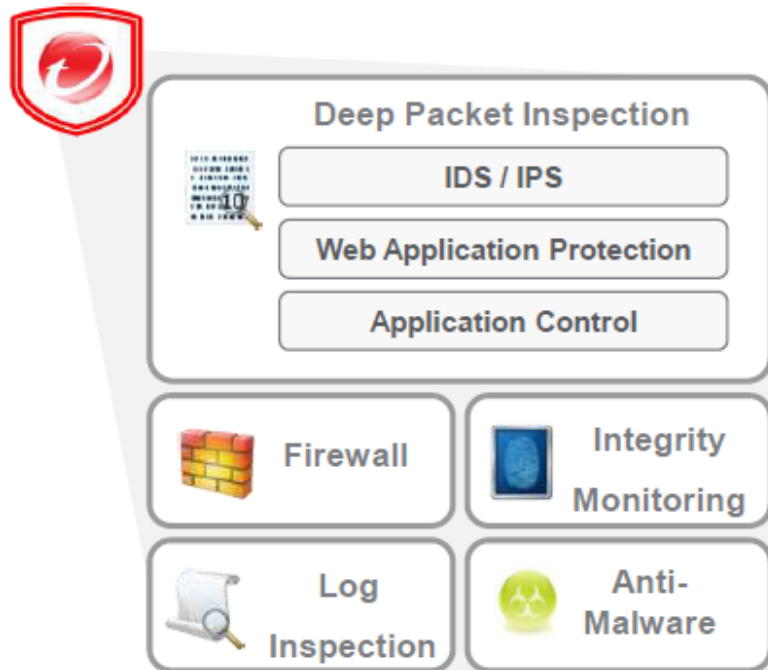 Deep Packet Inspection
IDS / IPS
Web Application Protection
Application Control
Firewall
Integrity
Monitoring
Log
Inspection
Anti-
Malware